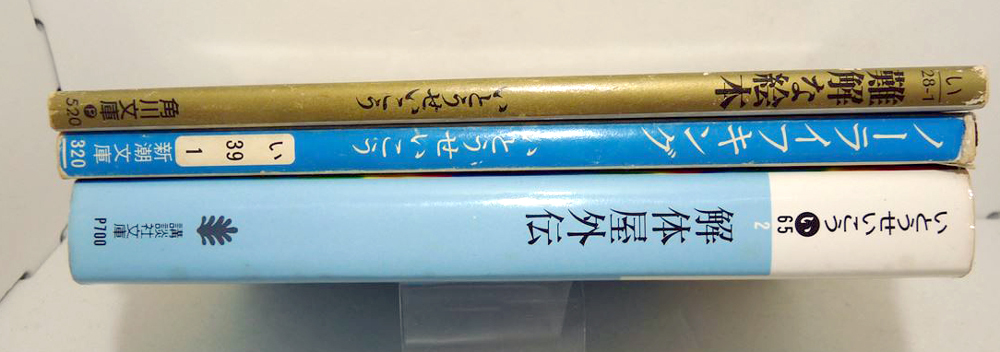 い
28-1
難解な絵本
いとうせいこう
角川文庫
520
ノーライフキング
いとうせいこう
い
39
1
新潮文庫
320
いとうせいこう
い
65
2
解体屋外伝
講談社文庫
P700